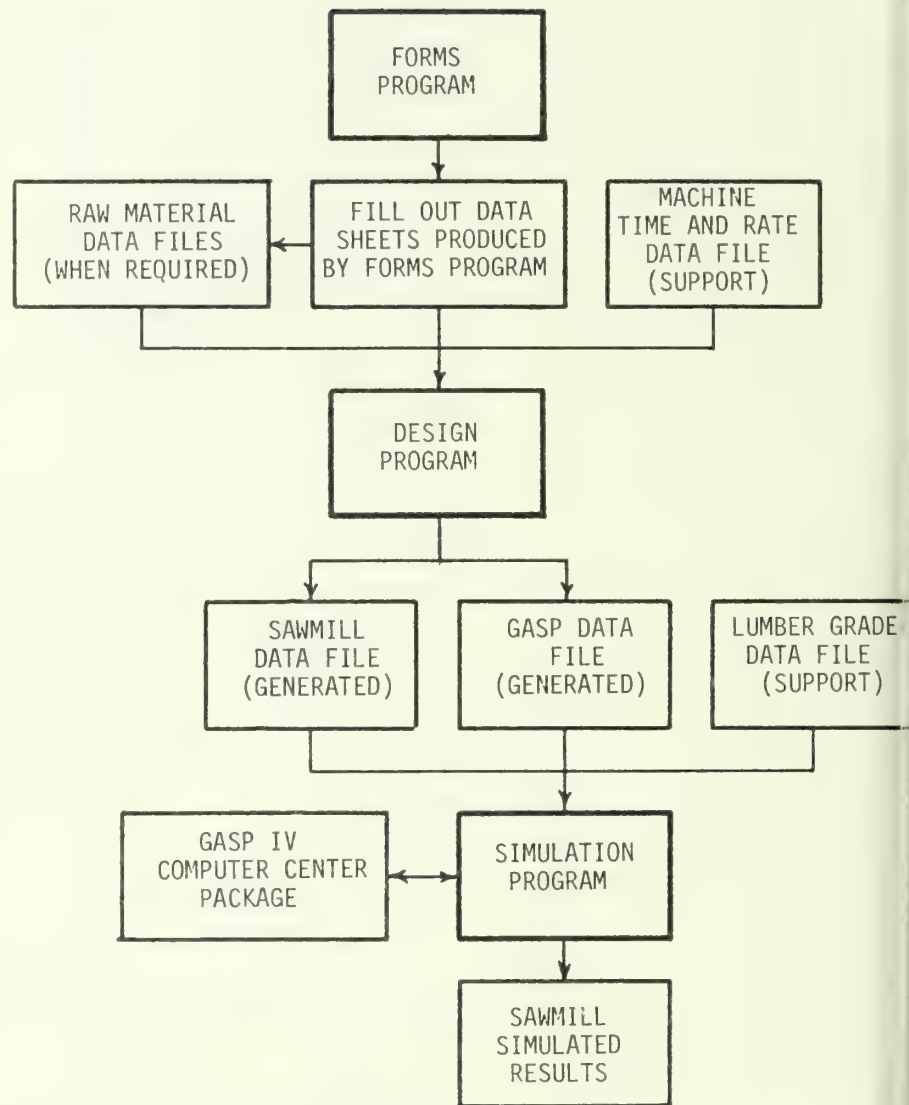 FORMS
PROGRAM
RAW MATERIAL
DATA FILES
(WHEN REQUIRED)
FILL OUT DATA
SHEETS PRODUCED
BY FORMS PROGRAM
MACHINE
TIME AND RATE
DATA FILE
(SUPPORT)
DESIGN
PROGRAM
SAWMILL
DATA FILE
(GENERATED)
GASP DATA
FILE
(GENERATED)
LUMBER GRADE
DATA FILE
(SUPPORT)
GASP IV
COMPUTER CENTER
PACKAGE
SIMULATION
PROGRAM
SAWMILL
SIMULATED
RESULTS